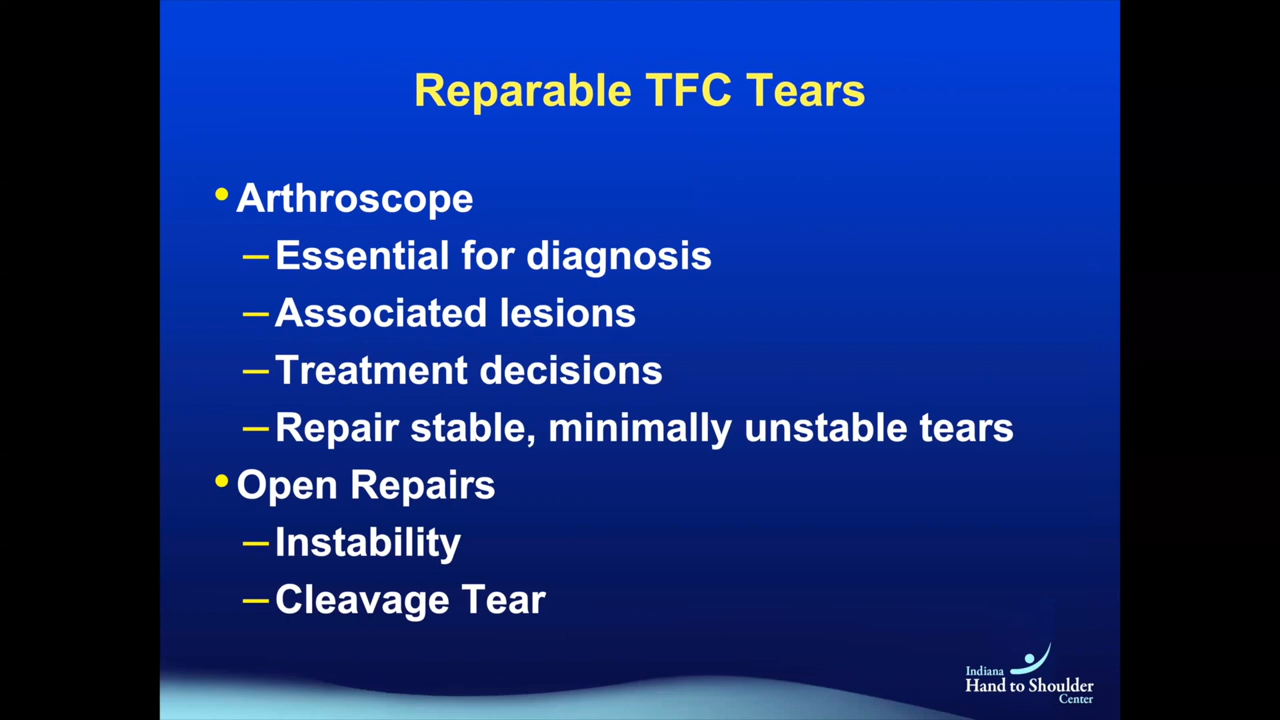 Reparable TFC Tears
• Arthroscope
– Essential for diagnosis
– Associated lesions
– Treatment decisions
– Repair stable, minimally unstable tears
• Open Repairs
– Instability
– Cleavage Tear
Indiana
Hand to Shoulder
Center